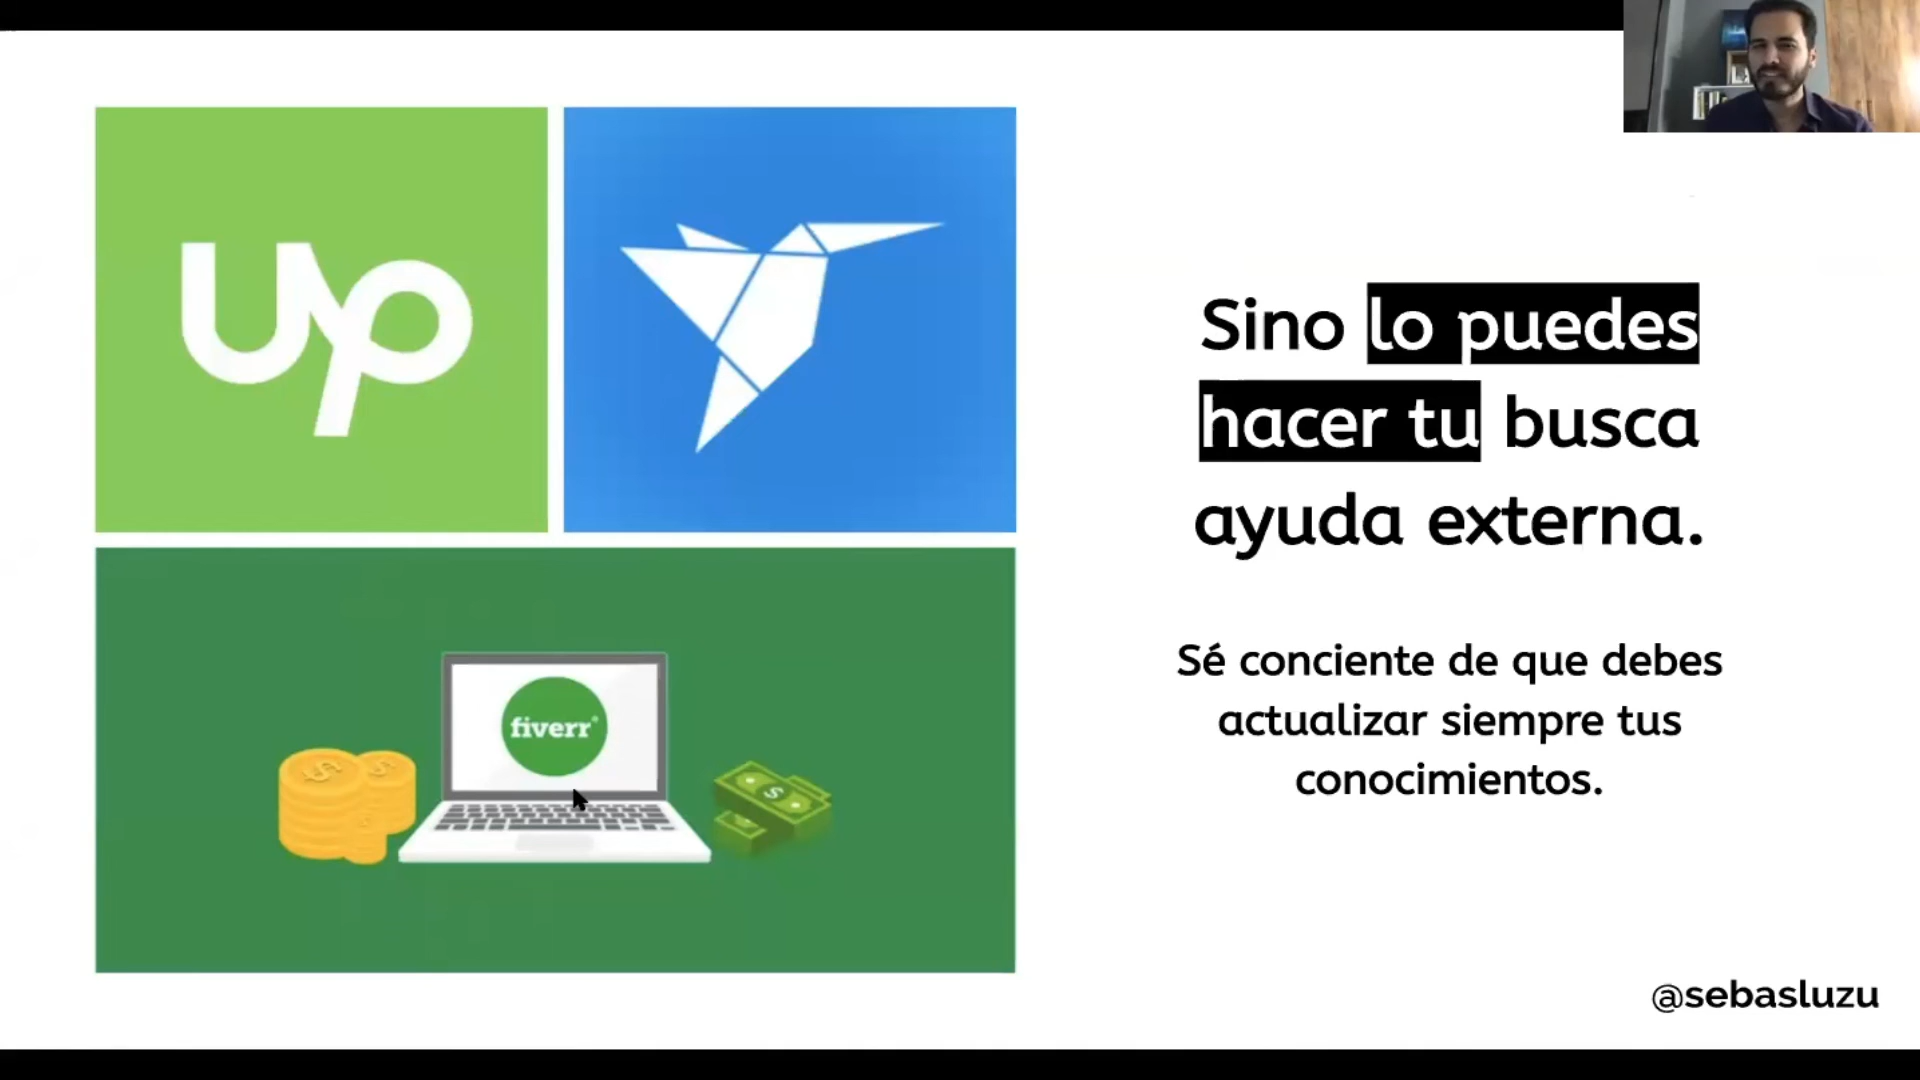 up
fiverr®
Sino lo puedes
hacer tu busca
ayuda externa.
Sé conciente de que debes
actualizar siempre tus
conocimientos.
@sebasluzu